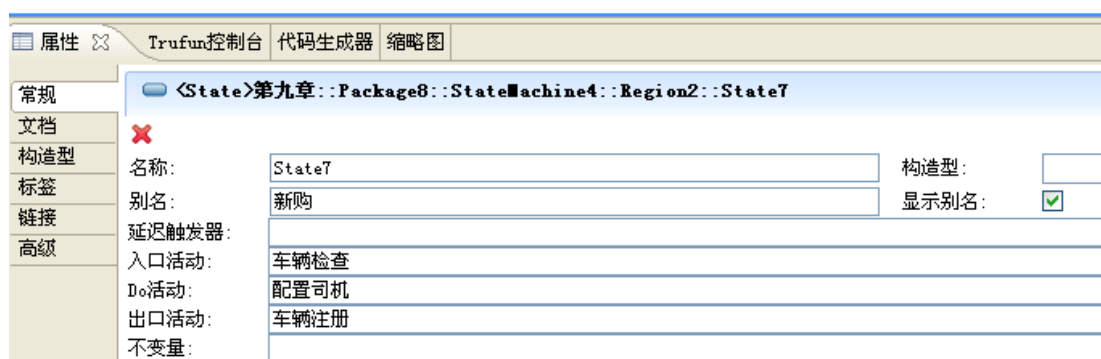 属性 Trufun控制台 代码生成器 缩略图
常规
文档
构造型
标签
链接
高级
<State>第九章::Package8::StateMachine4::Region2::State7
名称: State7 构造型:
别名: 新购 显示别名:
延迟触发器:
入口活动: 车辆检查
Do活动: 配置司机
出口活动: 车辆注册
不变量: